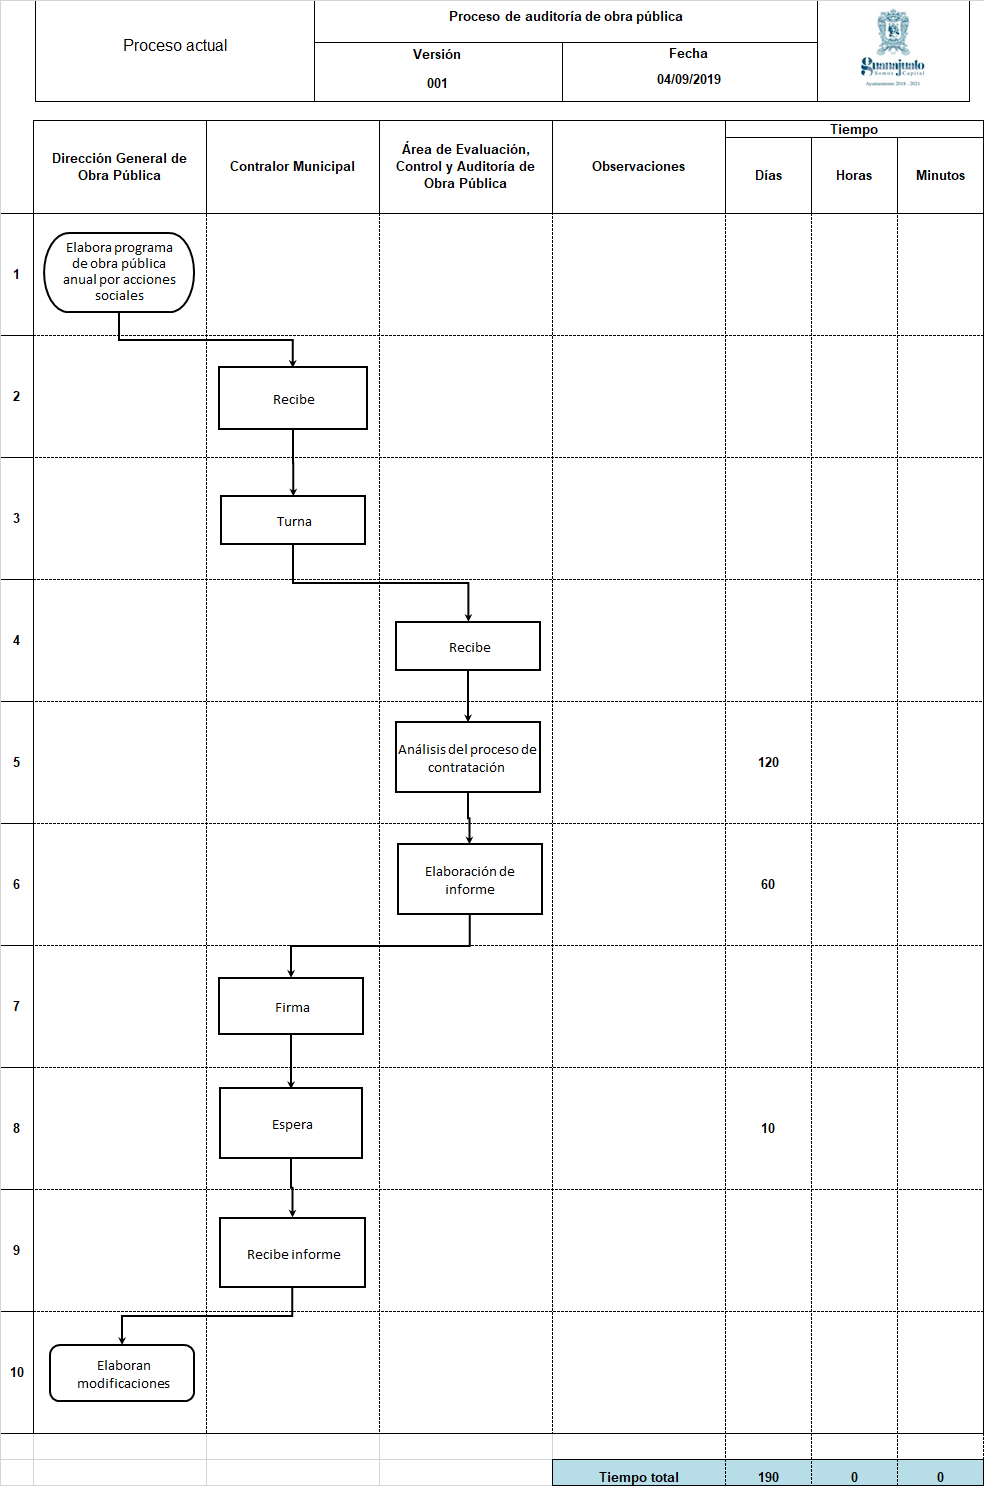 Proceso actual
Proceso de auditoría de obra pública
Versión
001
Fecha
04/09/2019
Guanajuato
Somos Capital
Ayuntamiento 2018 - 2021
Dirección General de
Obra Pública
Contralor Municipal
Área de Evaluación,
Control y Auditoría de
Obra Pública
Observaciones
Tiempo
Días
Horas
Minutos
1
Elabora programa
de obra pública
anual por acciones
sociales
2
Recibe
3
Turna
4
Recibe
5
Análisis del proceso de
contratación
120
6
Elaboración de
informe
60
7
Firma
8
Espera
10
9
Recibe informe
10
Elaboran
modificaciones
Tiempo total
190
0
0